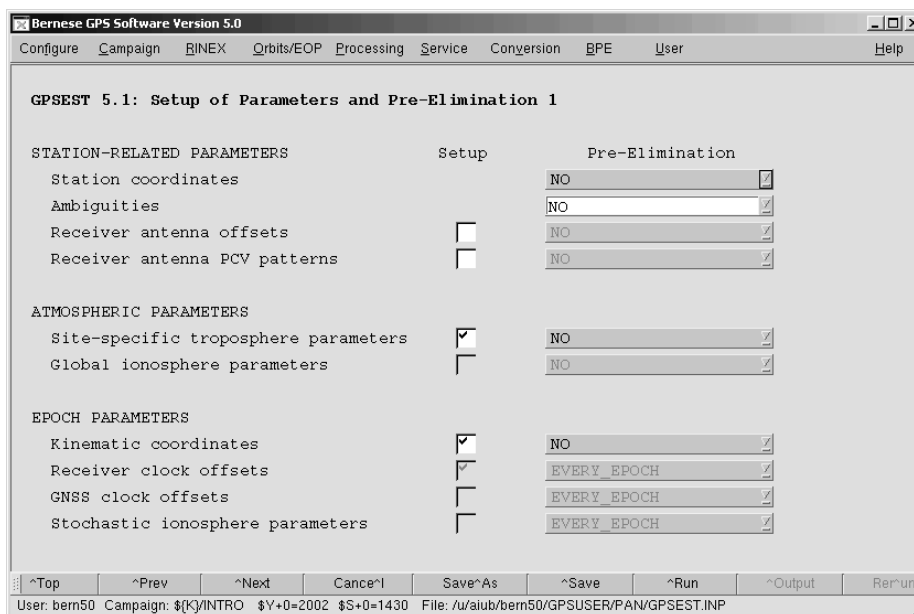 Bernese GPS Software Version 5.0
Configure Campaign RINEX Orbits/EOP Processing Service Conversion BPE User Help
GPSEST 5.1: Setup of Parameters and Pre-Elimination 1
STATION-RELATED PARAMETERS Setup Pre-Elimination
Station coordinates NO
Ambiguities NO
Receiver antenna offsets NO
Receiver antenna PCV patterns NO
ATMOSPHERIC PARAMETERS
Site-specific troposphere parameters NO
Global ionosphere parameters NO
EPOCH PARAMETERS
Kinematic coordinates NO
Receiver clock offsets EVERY_EPOCH
GNSS clock offsets EVERY_EPOCH
Stochastic ionosphere parameters EVERY_EPOCH
^Top ^Prev ^Next Cance^l Save^As ^Save ^Run ^Output Rer^un
User: bern50 Campaign: ${K}/INTRO $Y+0=2002 $S+0=1430 File: /u/aiub/bern50/GPSUSER/PAN/GPSEST.INP